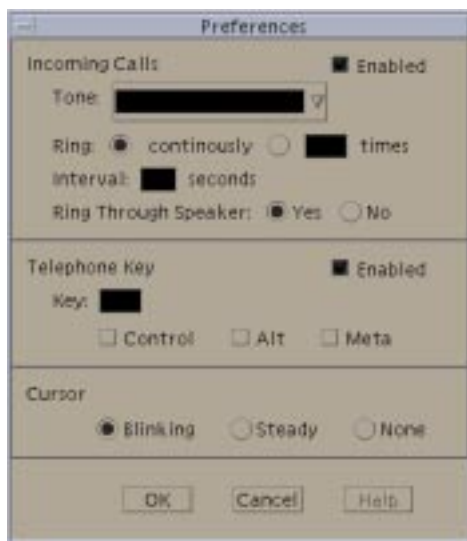 Preferences
Incoming Calls Enabled
Tone:
Ring: continously times
Interval: seconds
Ring Through Speaker: Yes No
Telephone Key Enabled
Key:
Control Alt Meta
Cursor
Blinking Steady None
OK Cancel Help